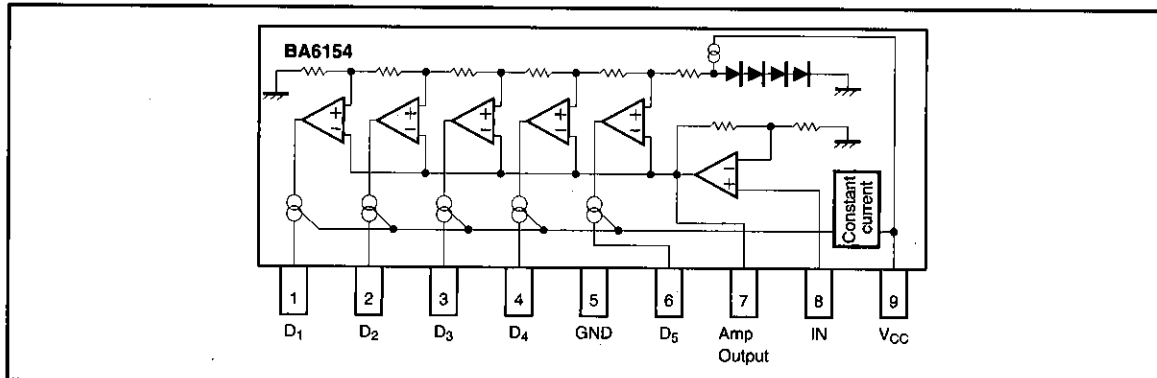 BA6154
+ + + + +
− − − − −
−
+
Constant
current
1 2 3 4 5 6 7 8 9
D1 D2 D3 D4 GND D5 Amp IN VCC
Output